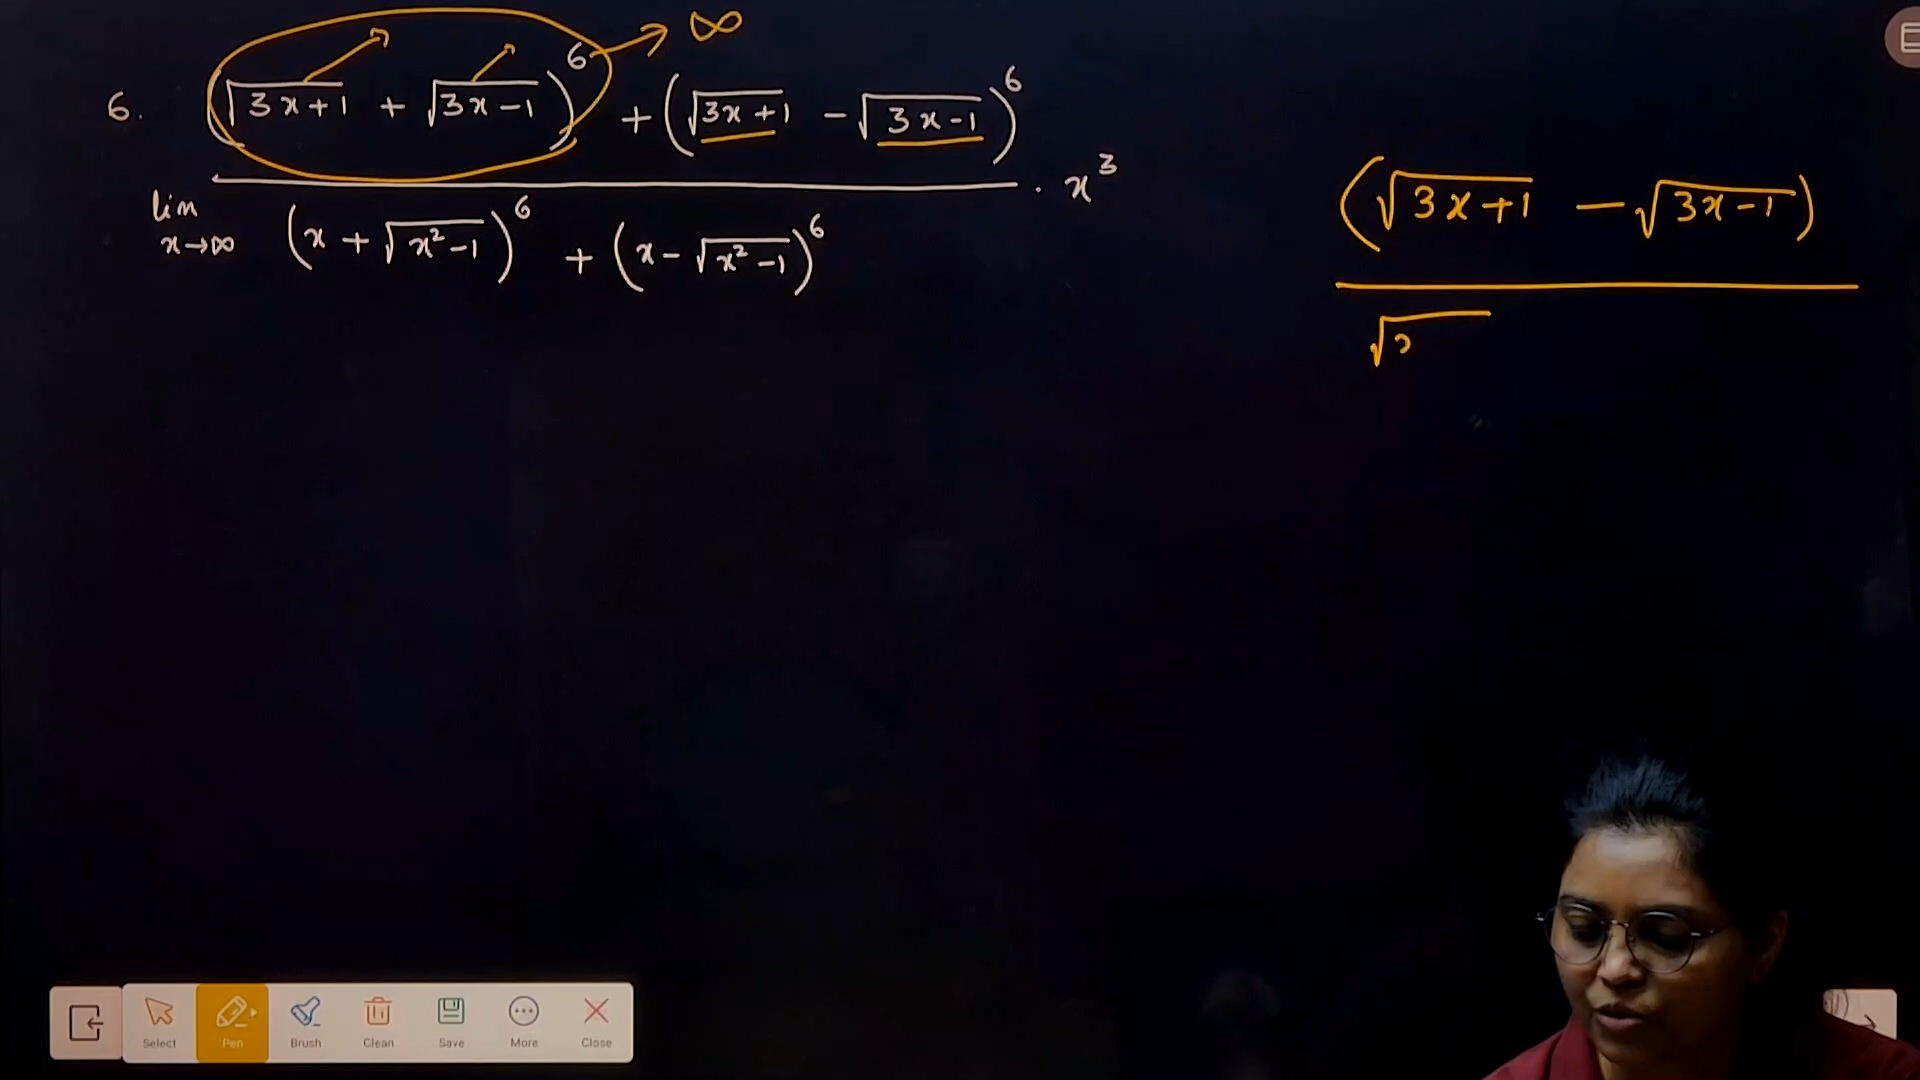 6. (√(3x+1) + √(3x-1))⁶ → ∞ + (√(3x+1) - √(3x-1))⁶
lim x→∞ (x + √(x²-1))⁶ + (x - √(x²-1))⁶ · x³
(√(3x+1) - √(3x-1))
Select Pen Brush Clean Save More Close